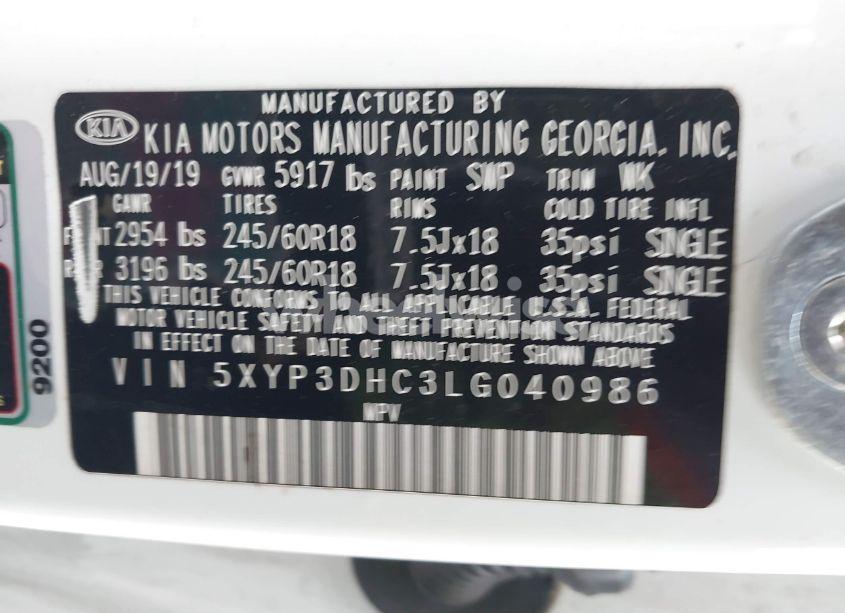 MANUFACTURED BY
KIA KIA MOTORS MANUFACTURING GEORGIA, INC.
AUG/19/19 GVWR 5917 lbs PAINT SWP TRIM WK
GAWR TIRES RIMS COLD TIRE INFL
2954 lbs 245/60R18 7.5Jx18 35psi SINGLE
3196 lbs 245/60R18 7.5Jx18 35psi SINGLE
THIS VEHICLE CONFORMS TO ALL APPLICABLE U.S.A. FEDERAL
MOTOR VEHICLE SAFETY AND THEFT PREVENTION STANDARDS
IN EFFECT ON THE DATE OF MANUFACTURE SHOWN ABOVE.
VIN 5XYP3DHC3LG040986
MPV
9200